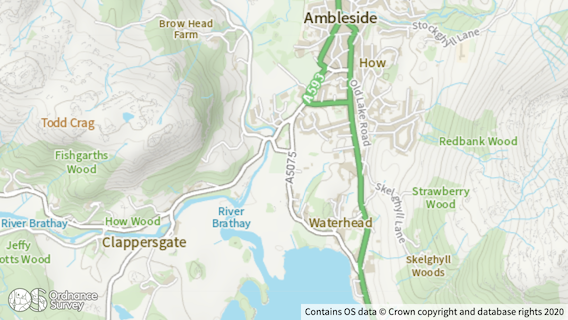 Ambleside
Brow Head
Farm
Stockghyll Lane
How
A593
Old Lake Road
Todd Crag
Redbank Wood
Fishgarths
Wood
A5075
Skelghyll Lane
Strawberry
Wood
River Brathay
How Wood
River
Brathay
Waterhead
Clappersgate
Jeffy
otts Wood
Skelghyll
Woods
OS
Ordnance
Survey
Contains OS data © Crown copyright and database rights 2020